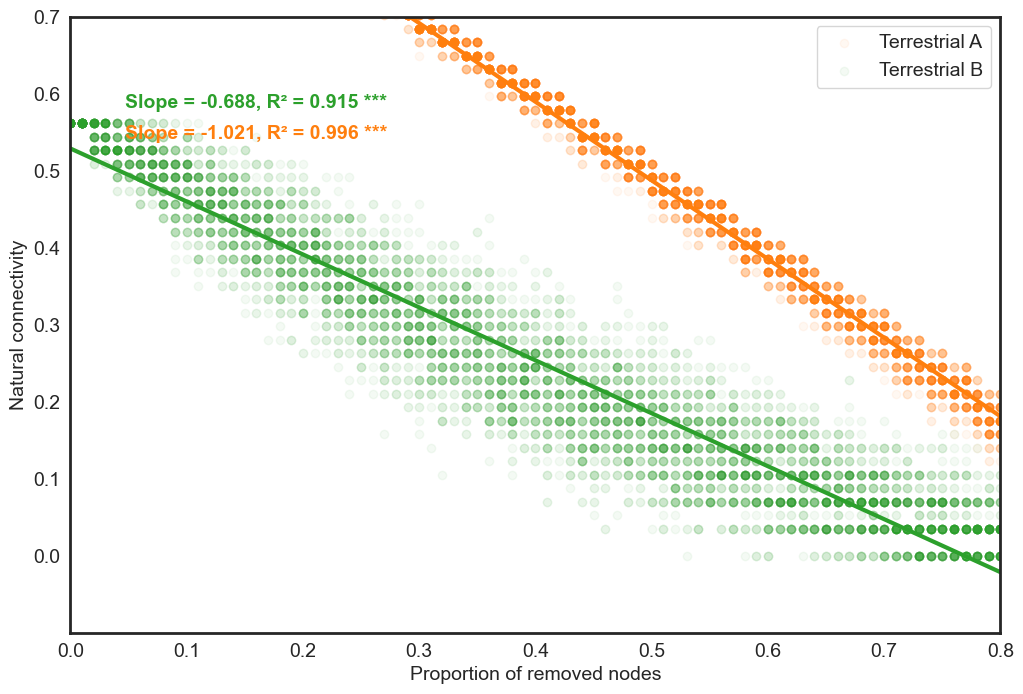 0.7
0.6
0.5
0.4
0.3
0.2
0.1
0.0
Natural connectivity
Slope = -0.688, R² = 0.915 ***
Slope = -1.021, R² = 0.996 ***
Terrestrial A
Terrestrial B
0.0 0.1 0.2 0.3 0.4 0.5 0.6 0.7 0.8
Proportion of removed nodes